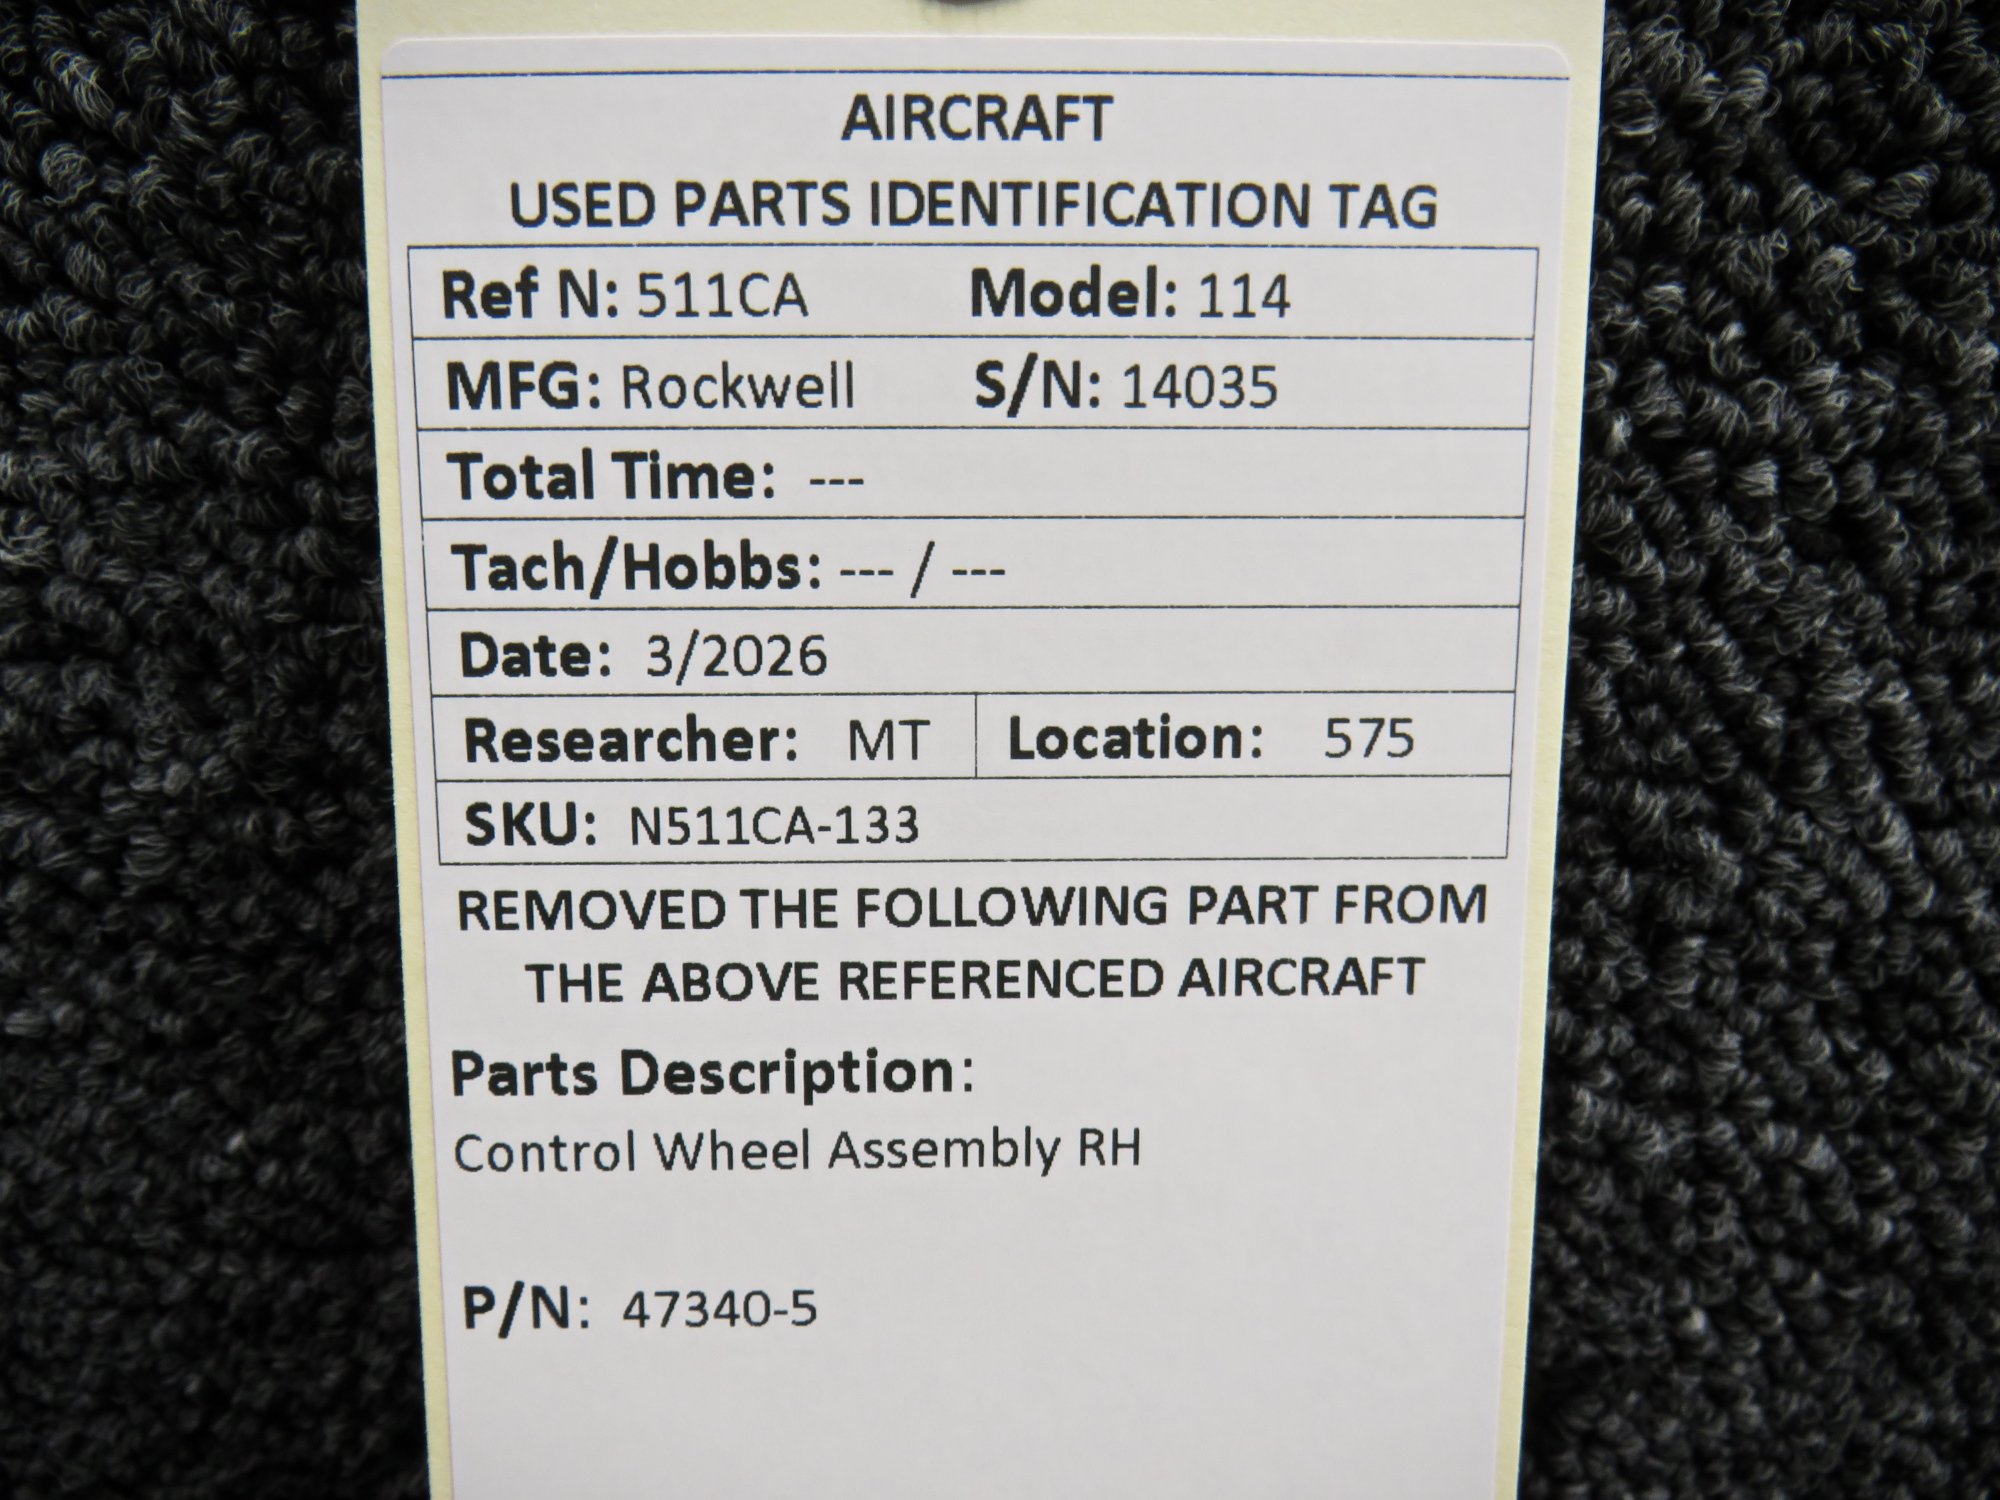 AIRCRAFT
USED PARTS IDENTIFICATION TAG
Ref N: 511CA Model: 114
MFG: Rockwell S/N: 14035
Total Time: ---
Tach/Hobbs: --- / ---
Date: 3/2026
Researcher: MT Location: 575
SKU: N511CA-133
REMOVED THE FOLLOWING PART FROM
THE ABOVE REFERENCED AIRCRAFT
Parts Description:
Control Wheel Assembly RH
P/N: 47340-5